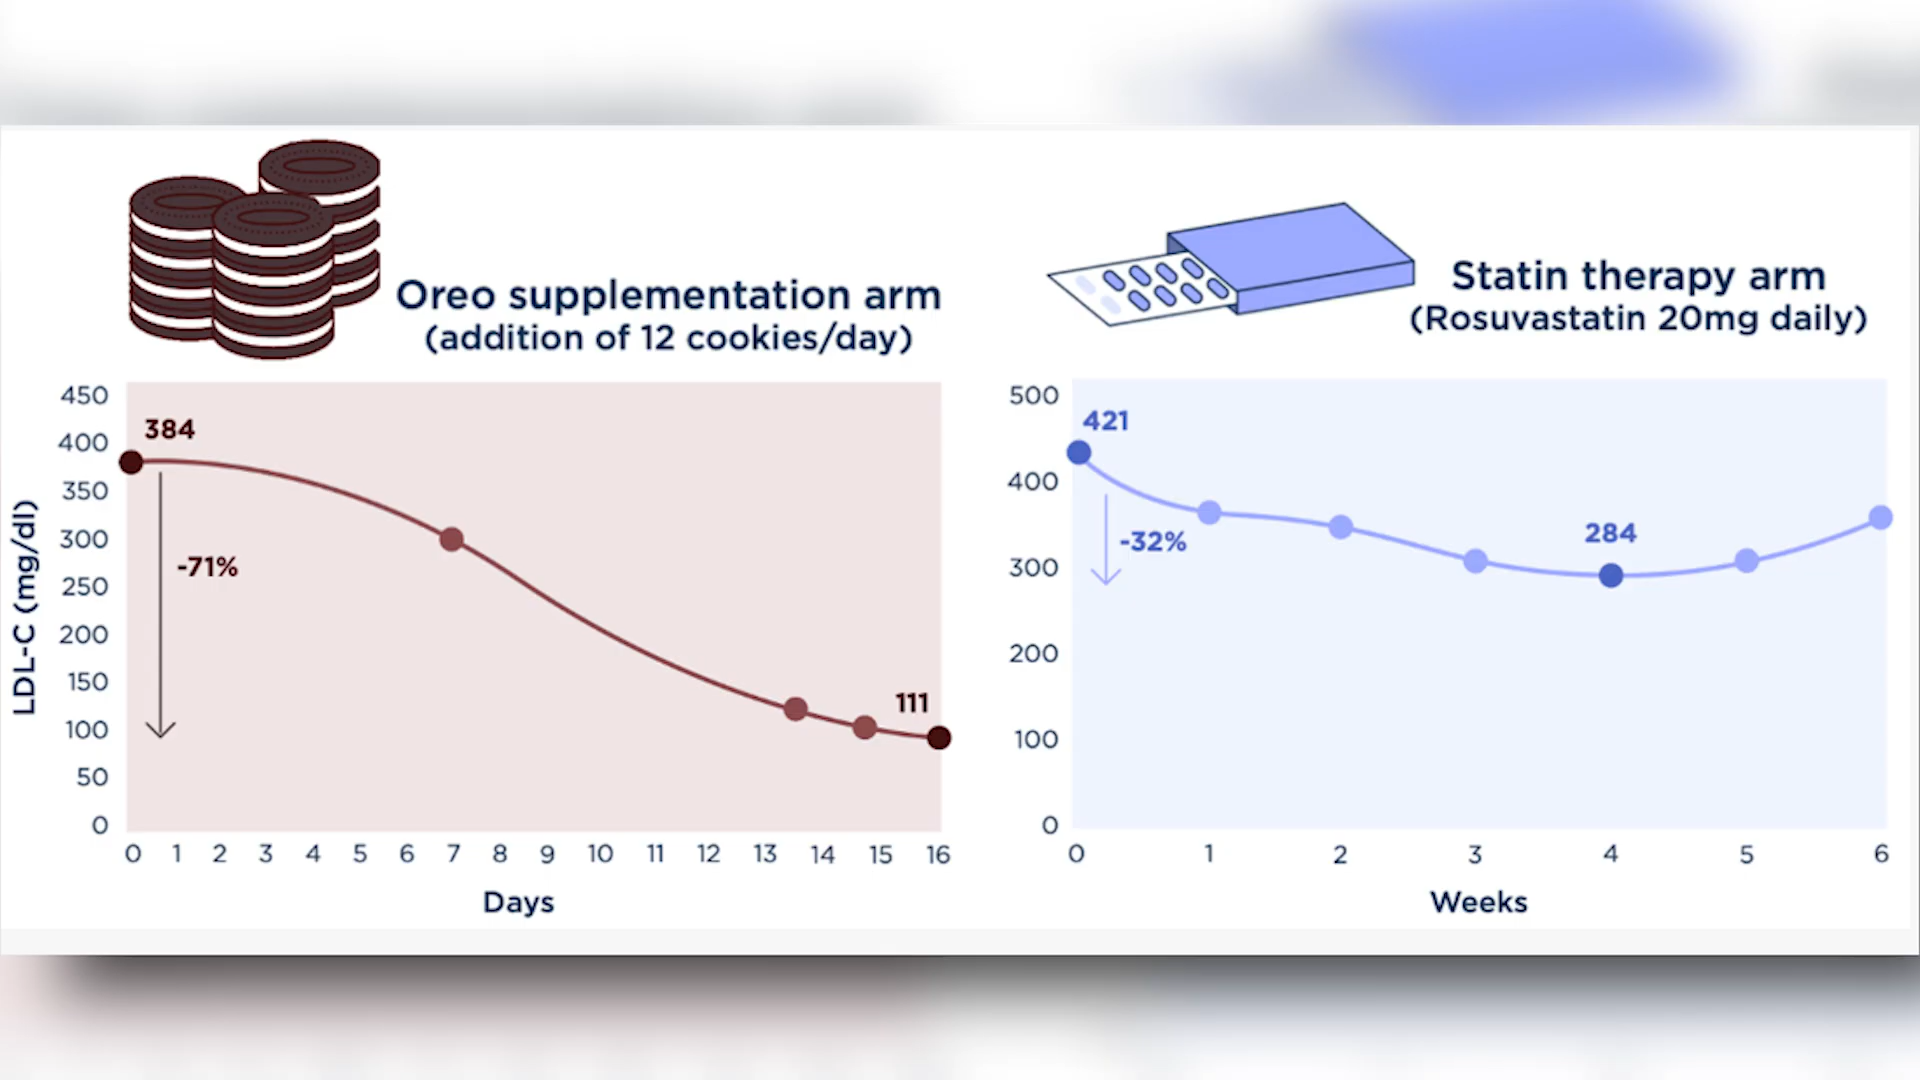 Oreo supplementation arm
(addition of 12 cookies/day)
LDL-C (mg/dl)
450
400
350
300
250
200
150
100
50
0
384
-71%
111
0 1 2 3 4 5 6 7 8 9 10 11 12 13 14 15 16
Days
Statin therapy arm
(Rosuvastatin 20mg daily)
500
400
300
200
100
0
421
-32%
284
0 1 2 3 4 5 6
Weeks